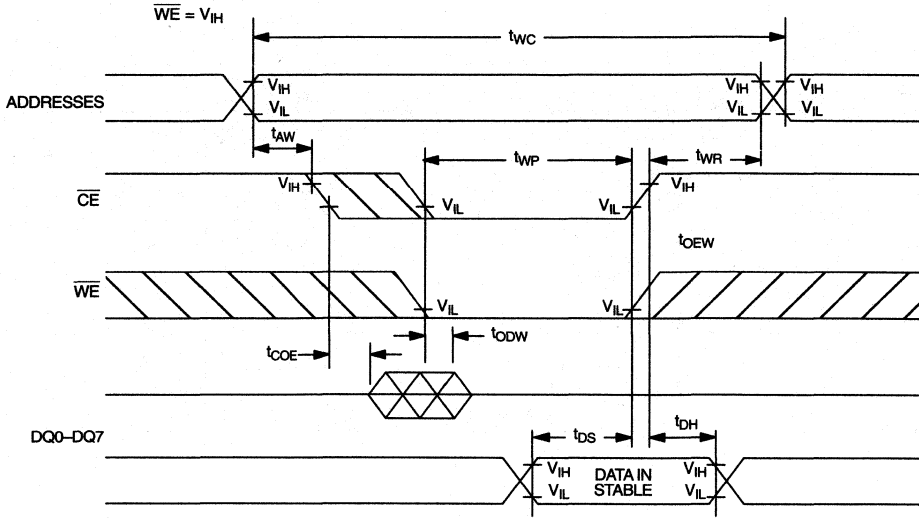 WE = VIH
tWC
ADDRESSES
VIH VIH VIH
VIL VIL VIL
tAW
tWP tWR
CE
VIH VIH
VIL VIL
tOEW
WE
VIL VIL
tCOE tODW
DQ0–DQ7
tDS tDH
VIH DATA IN VIH
VIL STABLE VIL